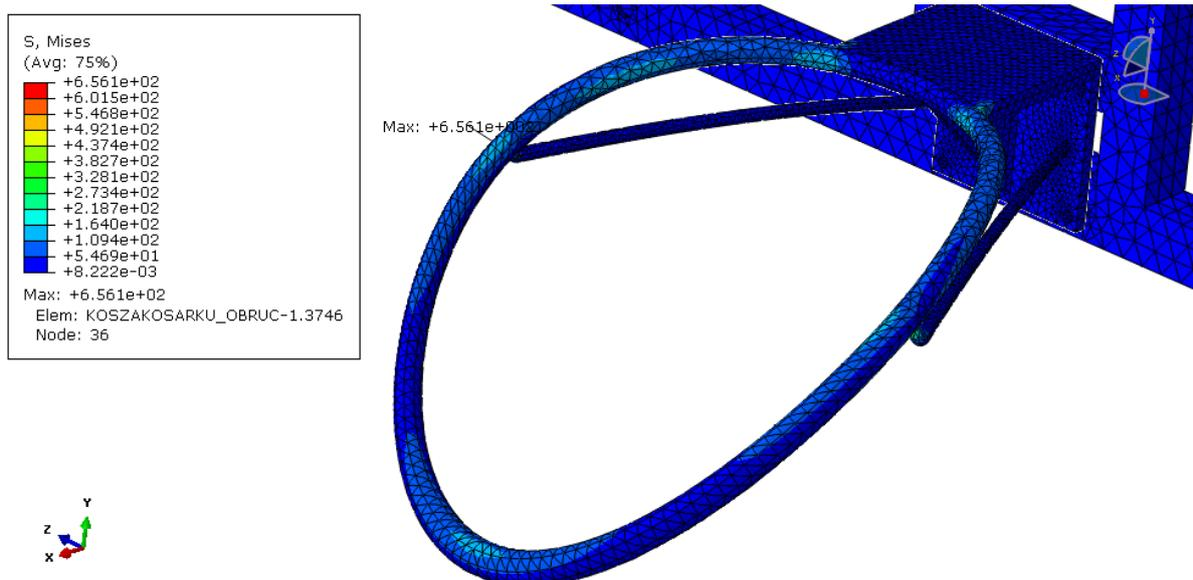 S, Mises
(Avg: 75%)
+6.561e+02
+6.015e+02
+5.468e+02
+4.921e+02
+4.374e+02
+3.827e+02
+3.281e+02
+2.734e+02
+2.187e+02
+1.640e+02
+1.094e+02
+5.469e+01
+8.222e-03
Max: +6.561e+02
Elem: KOSZAKOSARKU_OBRUC-1.3746
Node: 36
Max: +6.561e+002
Y
Z
X
Y
Z
X